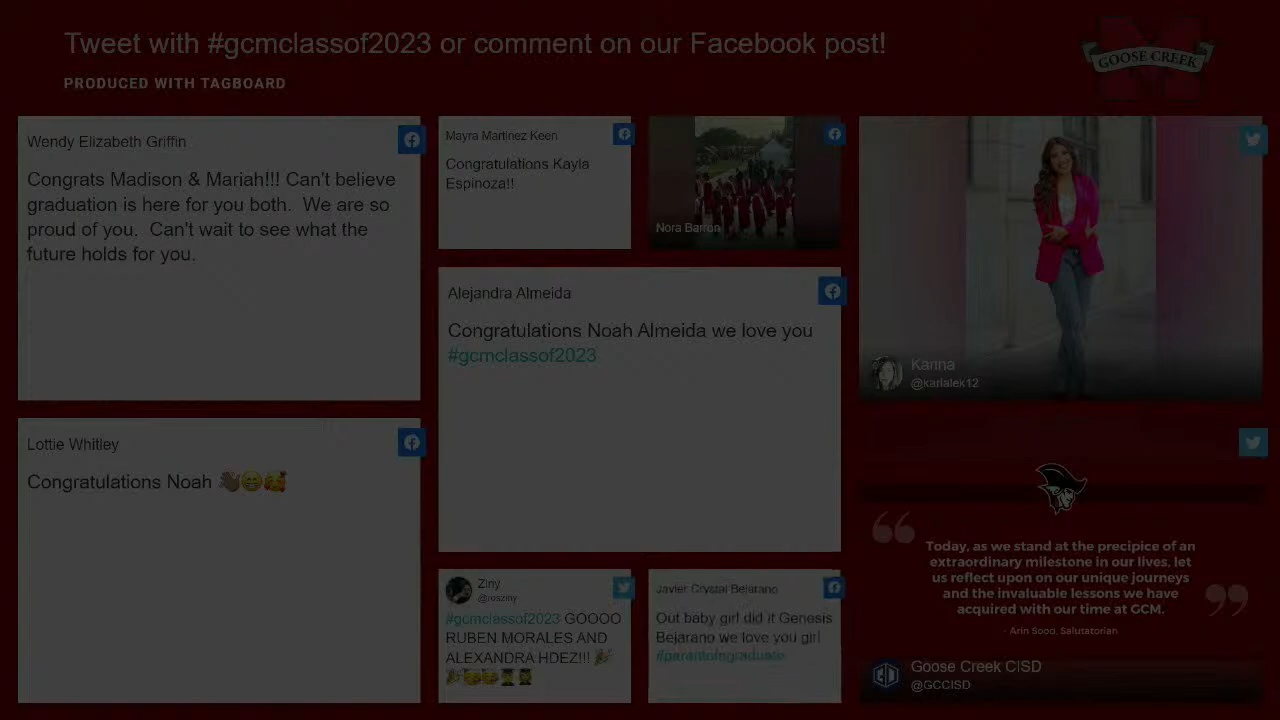 Tweet with #gcmclassof2023 or comment on our Facebook post!
PRODUCED WITH TAGBOARD
GOOSE CREEK
Wendy Elizabeth Griffin
Congrats Madison & Mariah!!! Can't believe
graduation is here for you both. We are so
proud of you. Can't wait to see what the
future holds for you.
Lottie Whitley
Congratulations Noah 👋🏽😁🥰
Mayra Martinez Keen
Congratulations Kayla
Espinoza!!
Nora Barron
Alejandra Almeida
Congratulations Noah Almeida we love you
#gcmclassof2023
Ziny
@rosziny
#gcmclassof2023 GOOOO
RUBEN MORALES AND
ALEXANDRA HDEZ!!! 🎉
Javier Crystal Bejarano
Out baby girl did it Genesis
Bejarano we love you girl
#parantofngraduate
Karina
@karlalek12
“ Today, as we stand at the precipice of an
extraordinary milestone in our lives, let
us reflect upon on our unique journeys
and the invaluable lessons we have
acquired with our time at GCM. ”
- Arin Sood, Salutatorian
Goose Creek CISD
@GCCISD